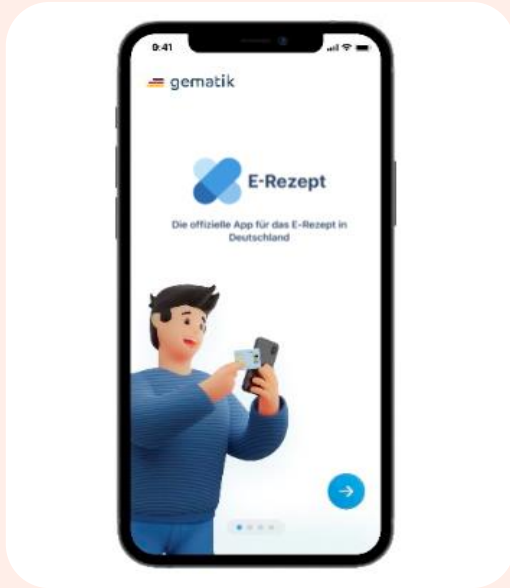 9:41
gematik
E-Rezept
Die offizielle App für das E-Rezept in
Deutschland